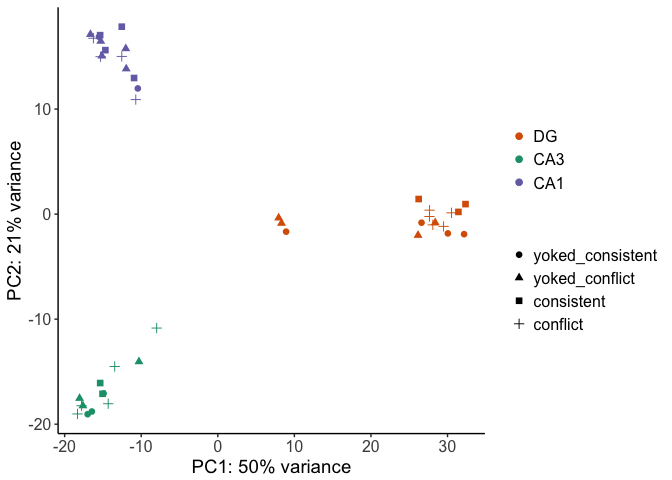 10
0
-10
-20
-20
-10
0
10
20
30
PC1: 50% variance
PC2: 21% variance
DG
CA3
CA1
yoked_consistent
yoked_conflict
consistent
conflict